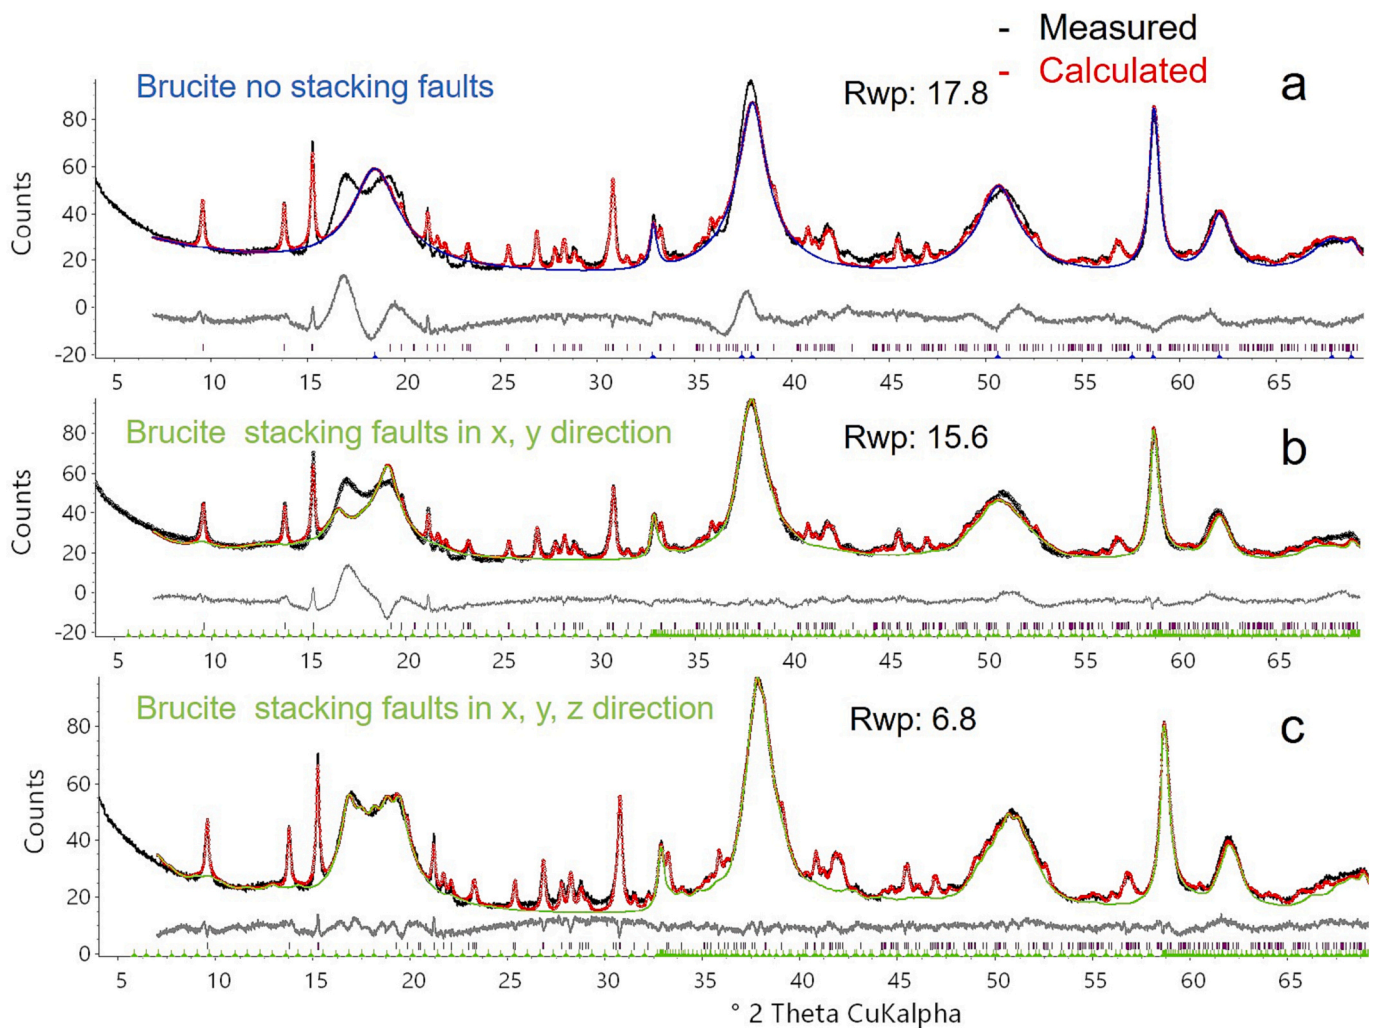 - Measured
- Calculated
Brucite no stacking faults
Rwp: 17.8
a
Counts
80
60
40
20
0
-20
5 10 15 20 25 30 35 40 45 50 55 60 65
Brucite stacking faults in x, y direction
Rwp: 15.6
b
Counts
80
60
40
20
0
-20
5 10 15 20 25 30 35 40 45 50 55 60 65
Brucite stacking faults in x, y, z direction
Rwp: 6.8
c
Counts
80
60
40
20
0
5 10 15 20 25 30 35 40 45 50 55 60 65
° 2 Theta CuKalpha